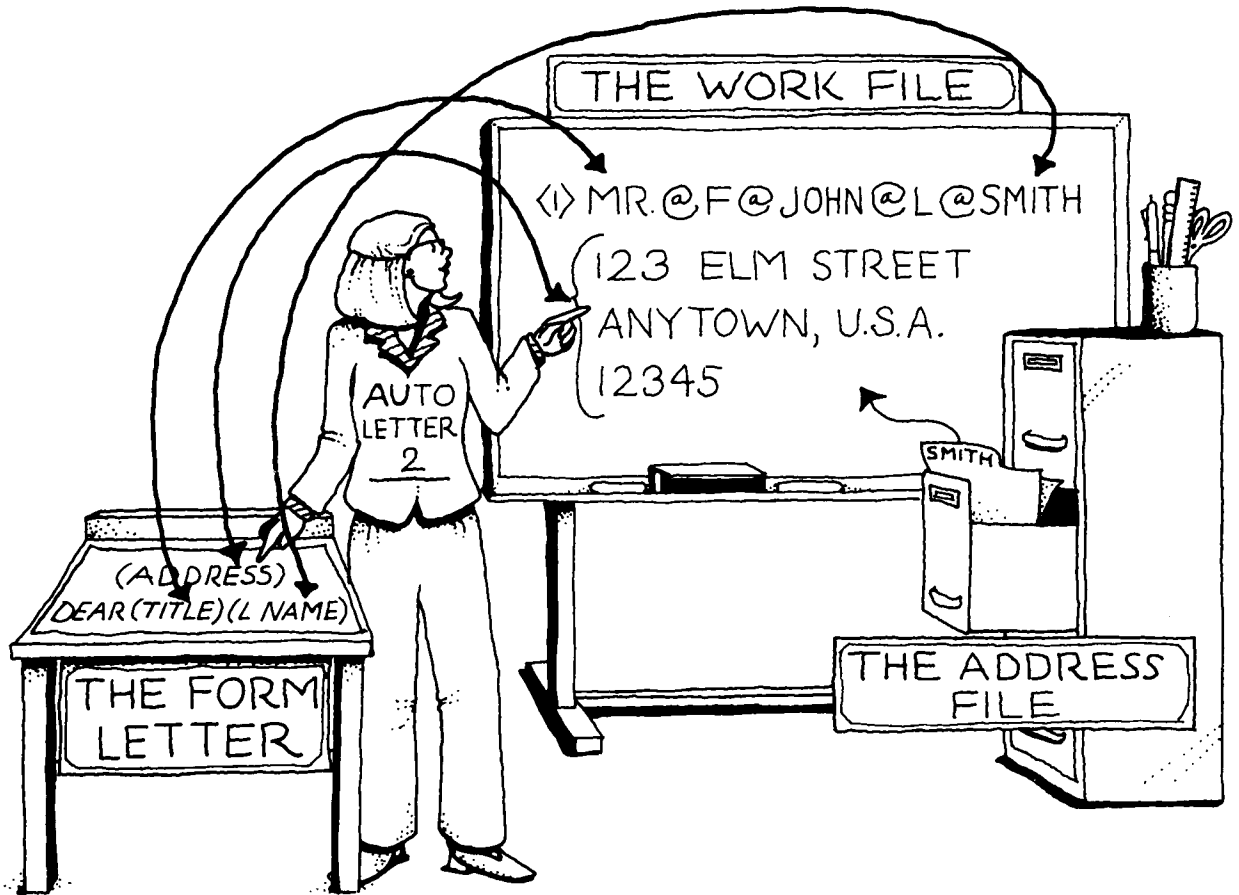 THE WORK FILE
<1> MR.@F@JOHN@L@SMITH
123 ELM STREET
ANYTOWN, U.S.A.
12345
AUTO
LETTER
2
SMITH
(ADDRESS)
DEAR (TITLE) (L NAME)
THE FORM
LETTER
THE ADDRESS
FILE